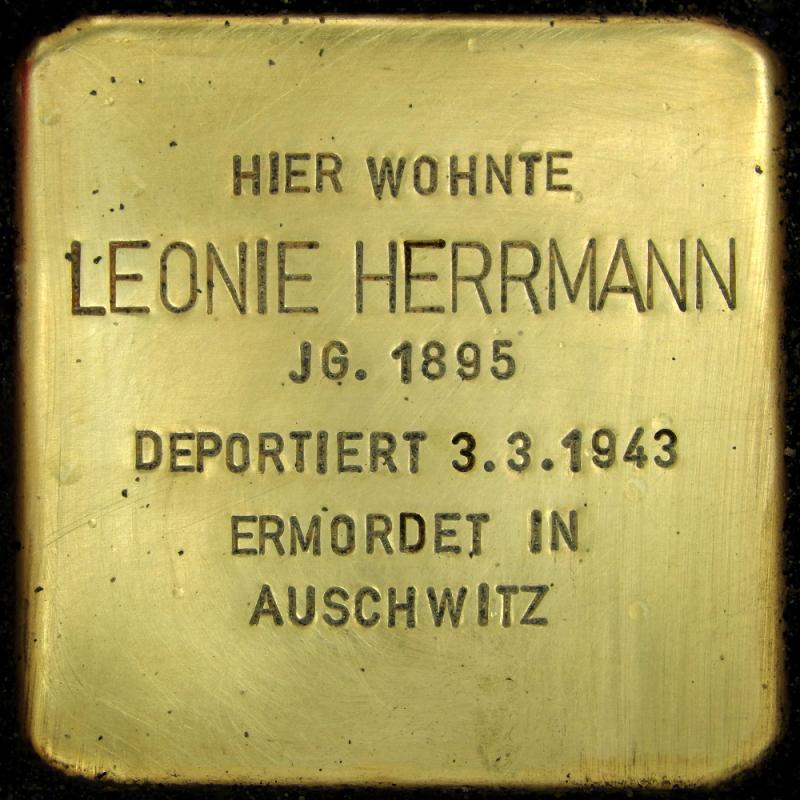 HIER WOHNTE
LEONIE HERRMANN
JG. 1895
DEPORTIERT 3.3.1943
ERMORDET IN
AUSCHWITZ